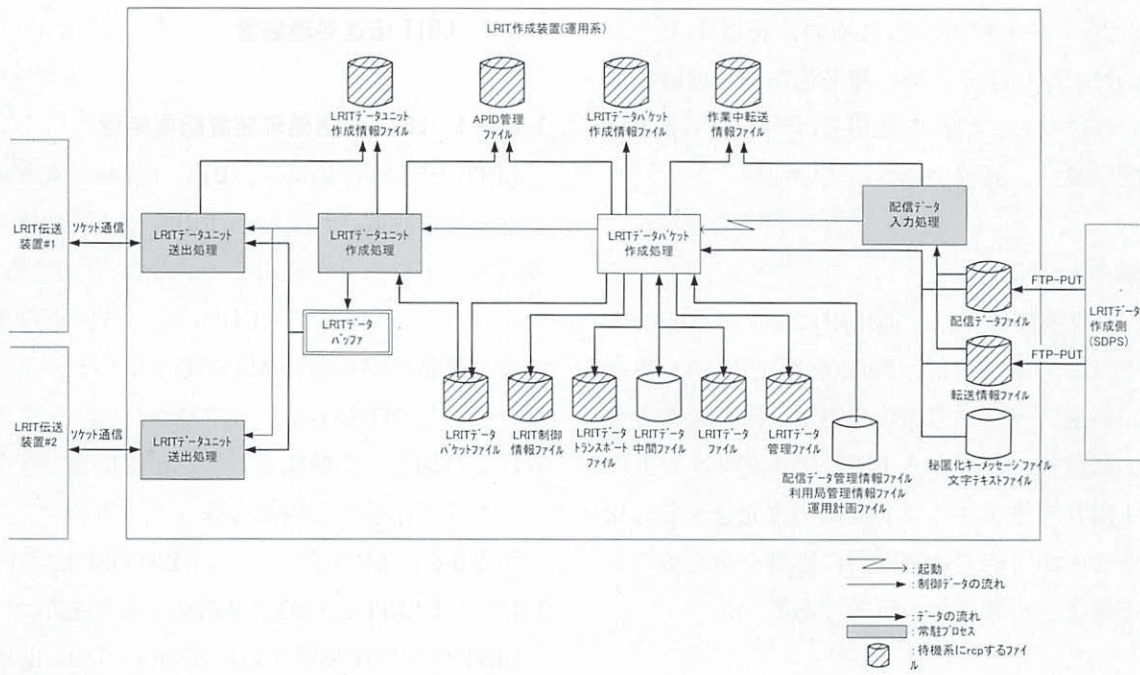 LRIT作成装置(運用系)
LRITデータユニット
作成情報ファイル
APID管理
ファイル
LRITデータパケット
作成情報ファイル
作業中転送
情報ファイル
LRIT伝送
装置#1
ソケット通信
LRITデータユニット
送出処理
LRITデータユニット
作成処理
LRITデータパケット
作成処理
配信データ
入力処理
LRITデータ
バッファ
FTP-PUT
配信データファイル
LRITデータ
作成側
(SDPS)
FTP-PUT
転送情報ファイル
LRIT伝送
装置#2
ソケット通信
LRITデータユニット
送出処理
LRITデータ
パケットファイル
LRIT制御
情報ファイル
LRITデータ
トランスポート
ファイル
LRITデータ
中間ファイル
LRITデータ
ファイル
LRITデータ
管理ファイル
配信データ管理情報ファイル
利用局管理情報ファイル
運用計画ファイル
秘匿化キーメッセージファイル
文字テキストファイル
:起動
:制御データの流れ
:データの流れ
:常駐プロセス
:待機系にrcpするファイ
ル